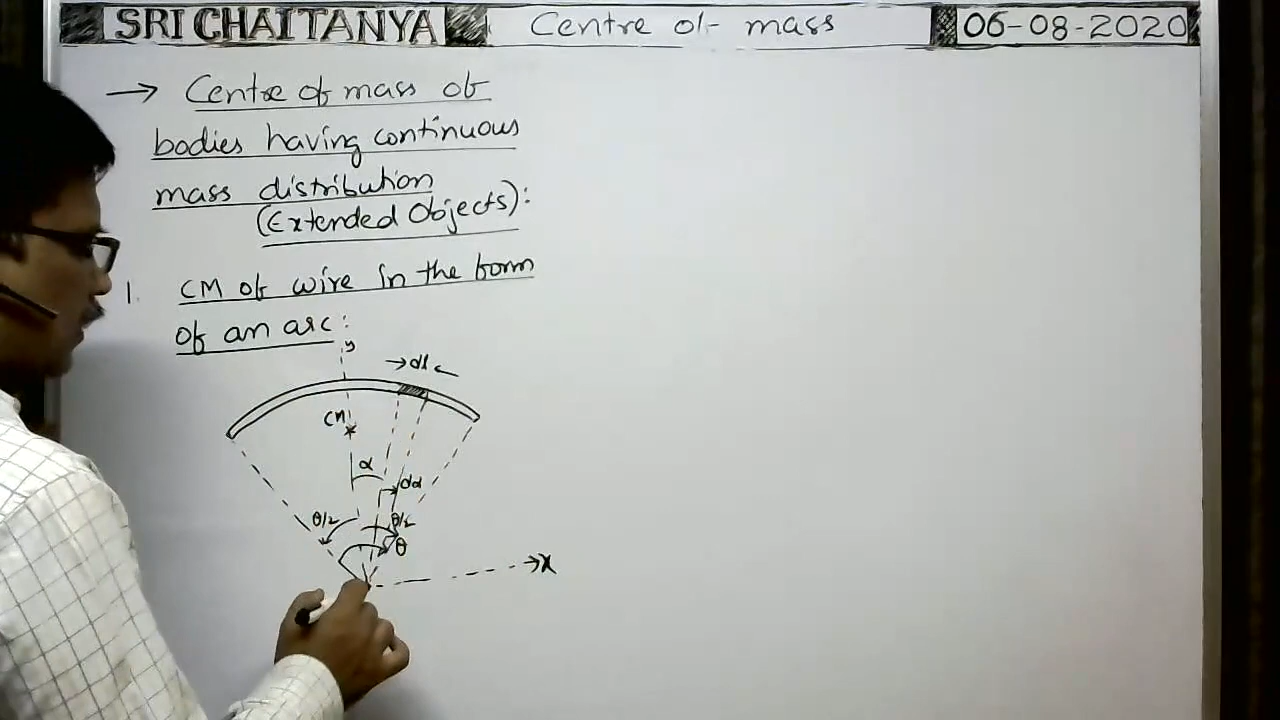 SRI CHAITANYA
Centre of mass
06-08-2020
→ Centre of mass of
bodies having continuous
mass distribution
(Extended Objects):
1. CM of wire in the form
of an arc:
y
→dl←
CM
α
dα
θ/2
θ/2
θ
x